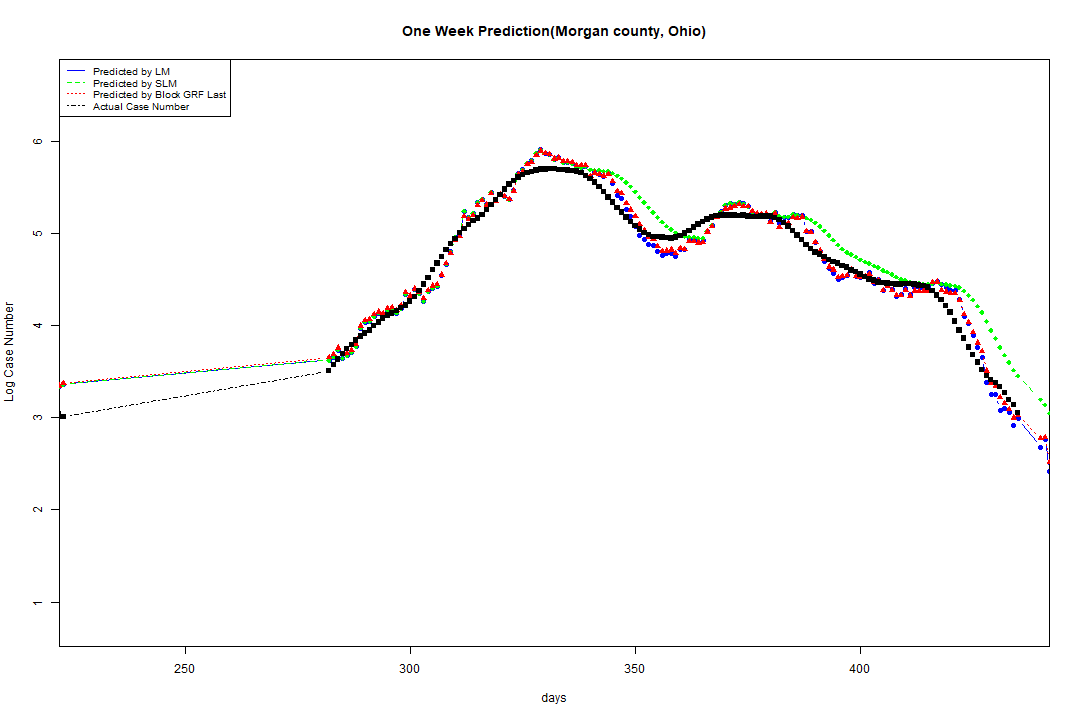 One Week Prediction(Morgan county, Ohio)
Predicted by LM
Predicted by SLM
Predicted by Block GRF Last
Actual Case Number
Log Case Number
6
5
4
3
2
1
250 300 350 400
days